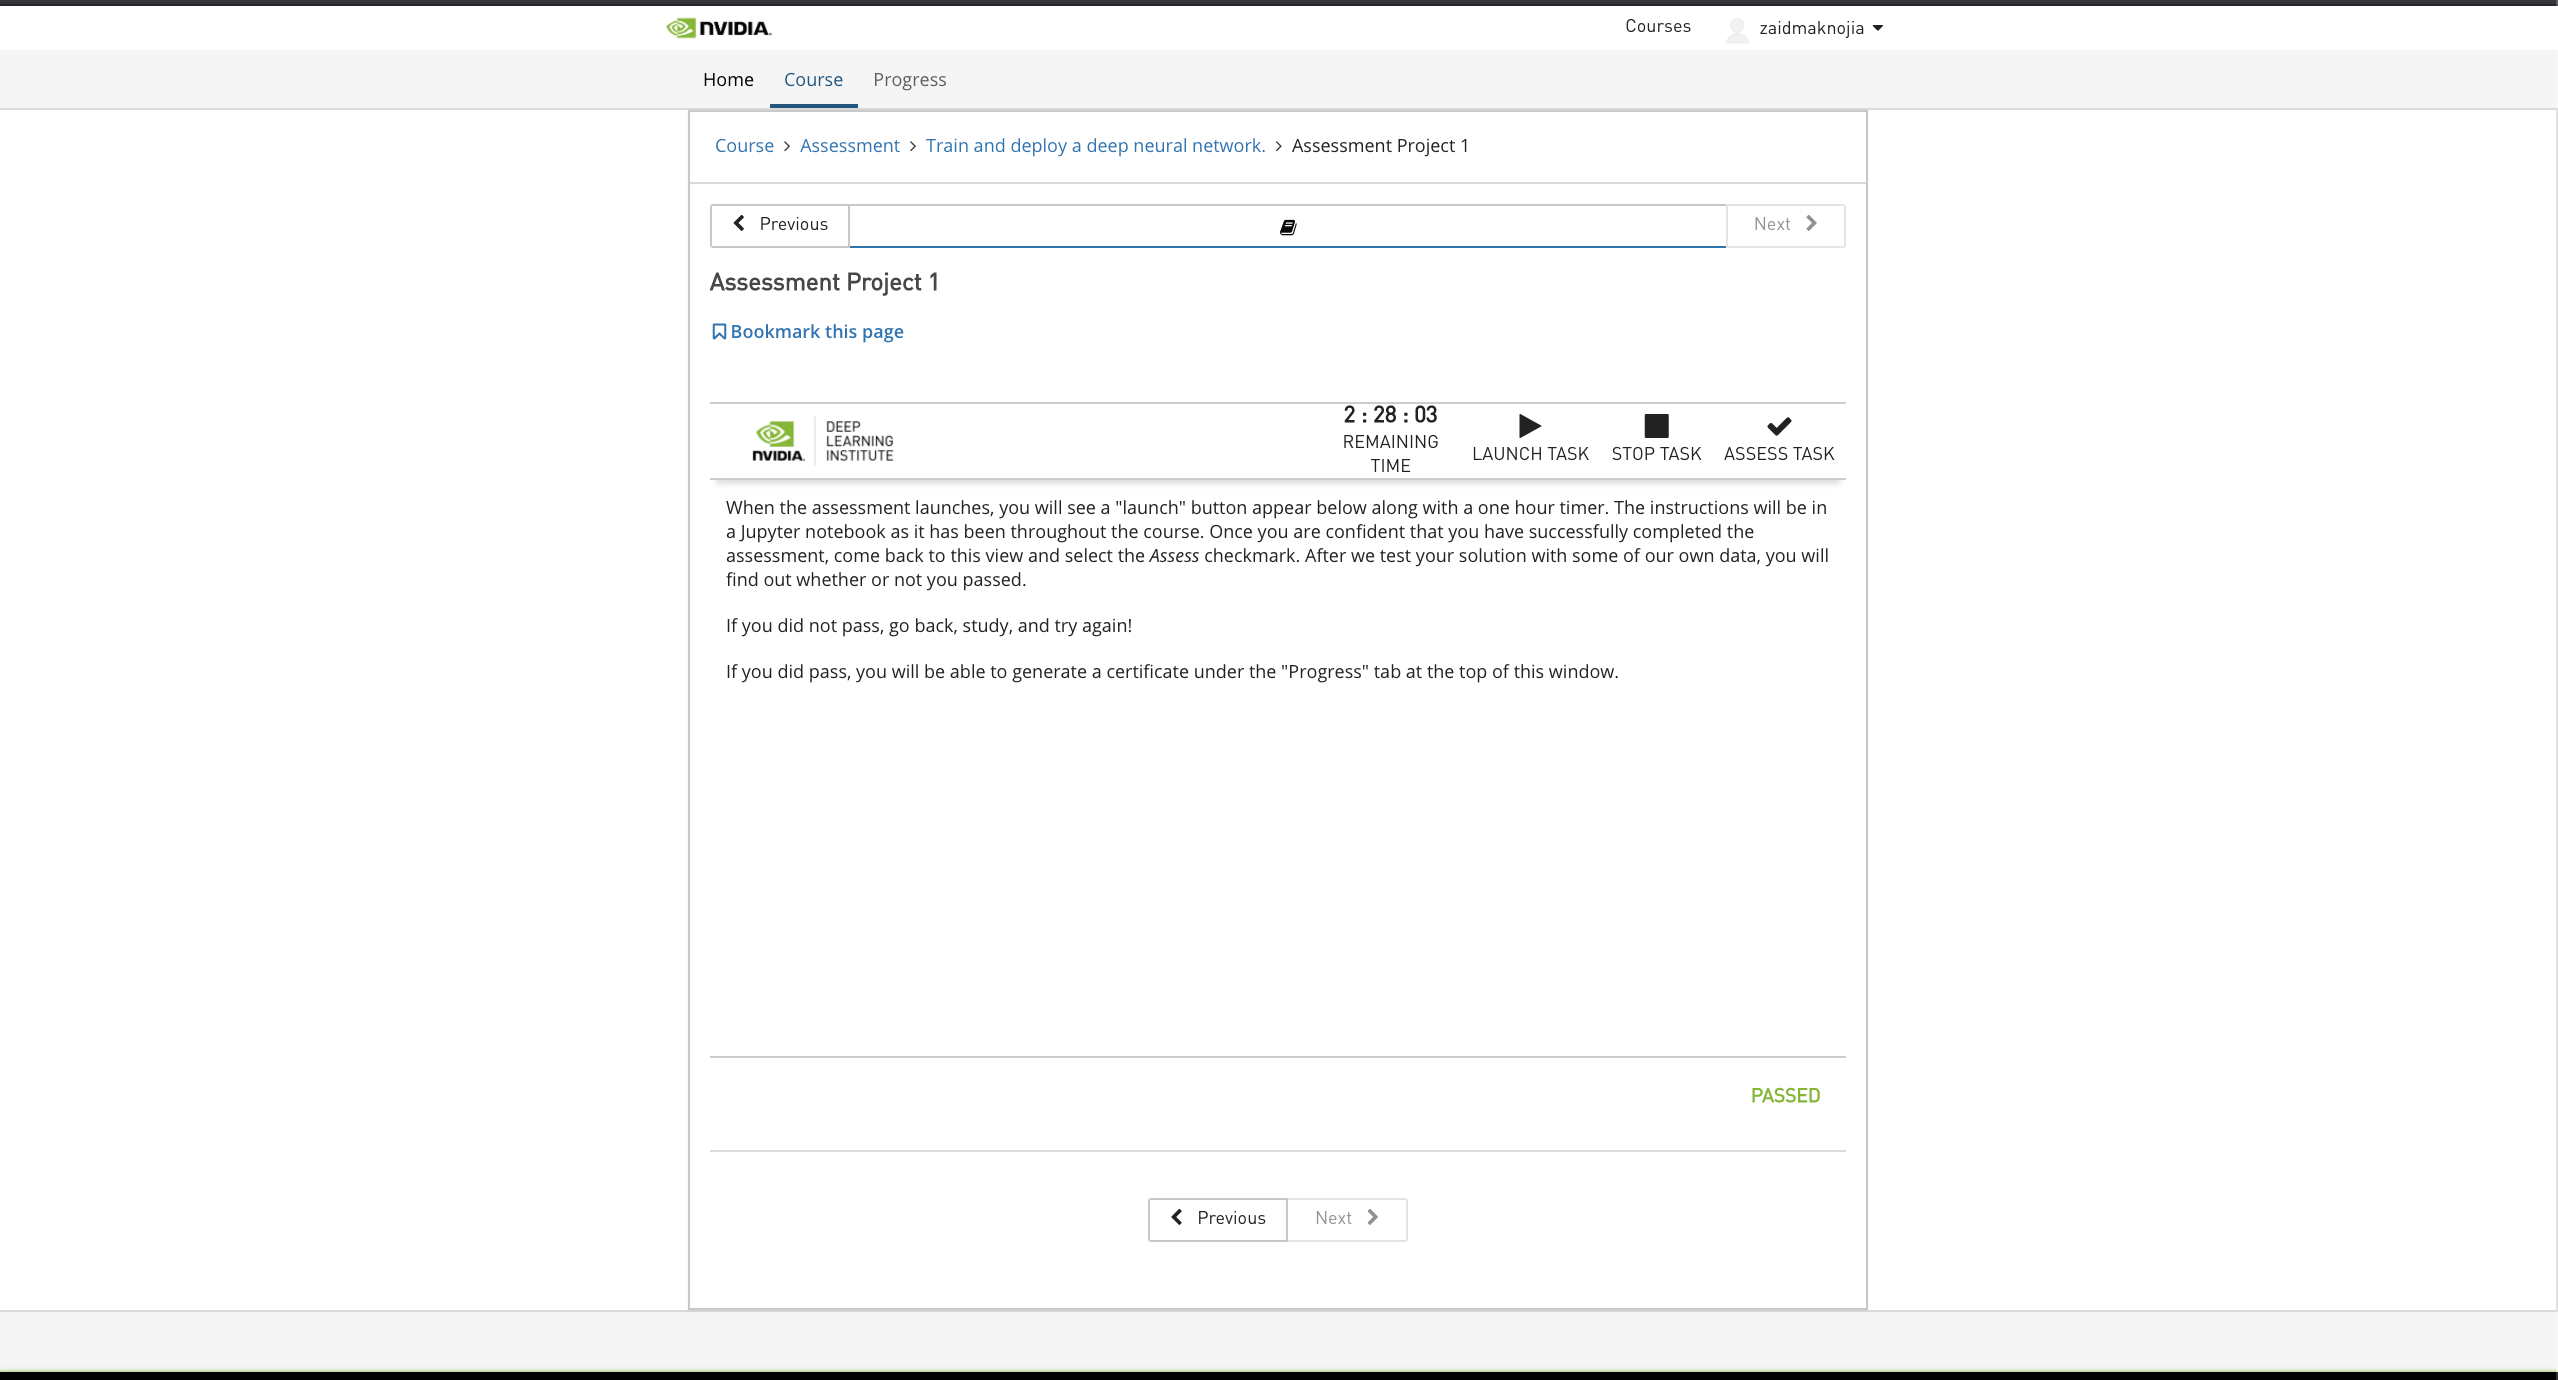 NVIDIA.
Courses
zaidmaknojia
Home
Course
Progress
Course > Assessment > Train and deploy a deep neural network. > Assessment Project 1
Previous
Next
Assessment Project 1
Bookmark this page
NVIDIA.
DEEP
LEARNING
INSTITUTE
2 : 28 : 03
REMAINING
TIME
LAUNCH TASK
STOP TASK
ASSESS TASK
When the assessment launches, you will see a "launch" button appear below along with a one hour timer. The instructions will be in
a Jupyter notebook as it has been throughout the course. Once you are confident that you have successfully completed the
assessment, come back to this view and select the Assess checkmark. After we test your solution with some of our own data, you will
find out whether or not you passed.
If you did not pass, go back, study, and try again!
If you did pass, you will be able to generate a certificate under the "Progress" tab at the top of this window.
PASSED
Previous
Next